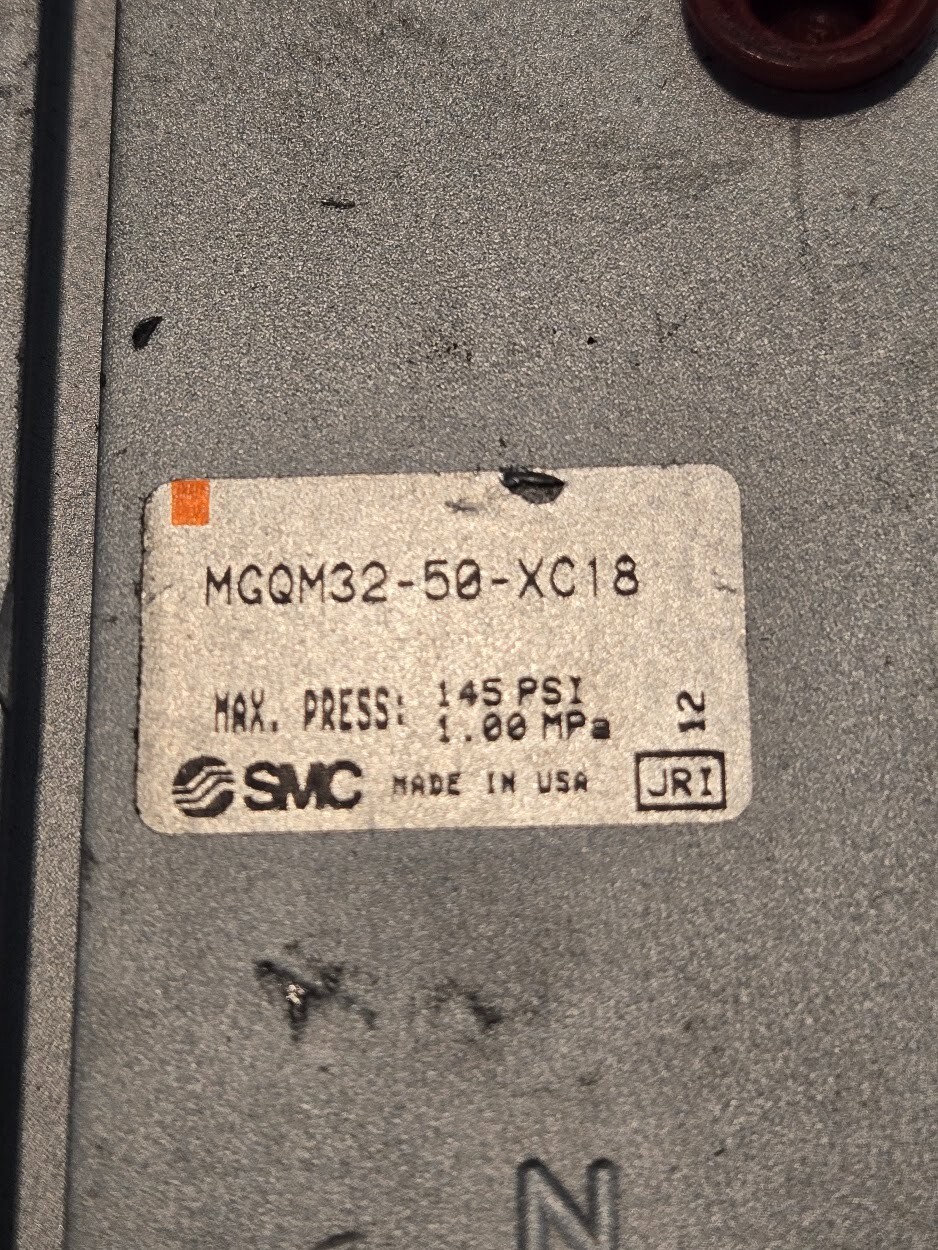 MGQM32-50-XC18
MAX. PRESS: 145 PSI
1.00 MPa
12
SMC MADE IN USA JRI
N